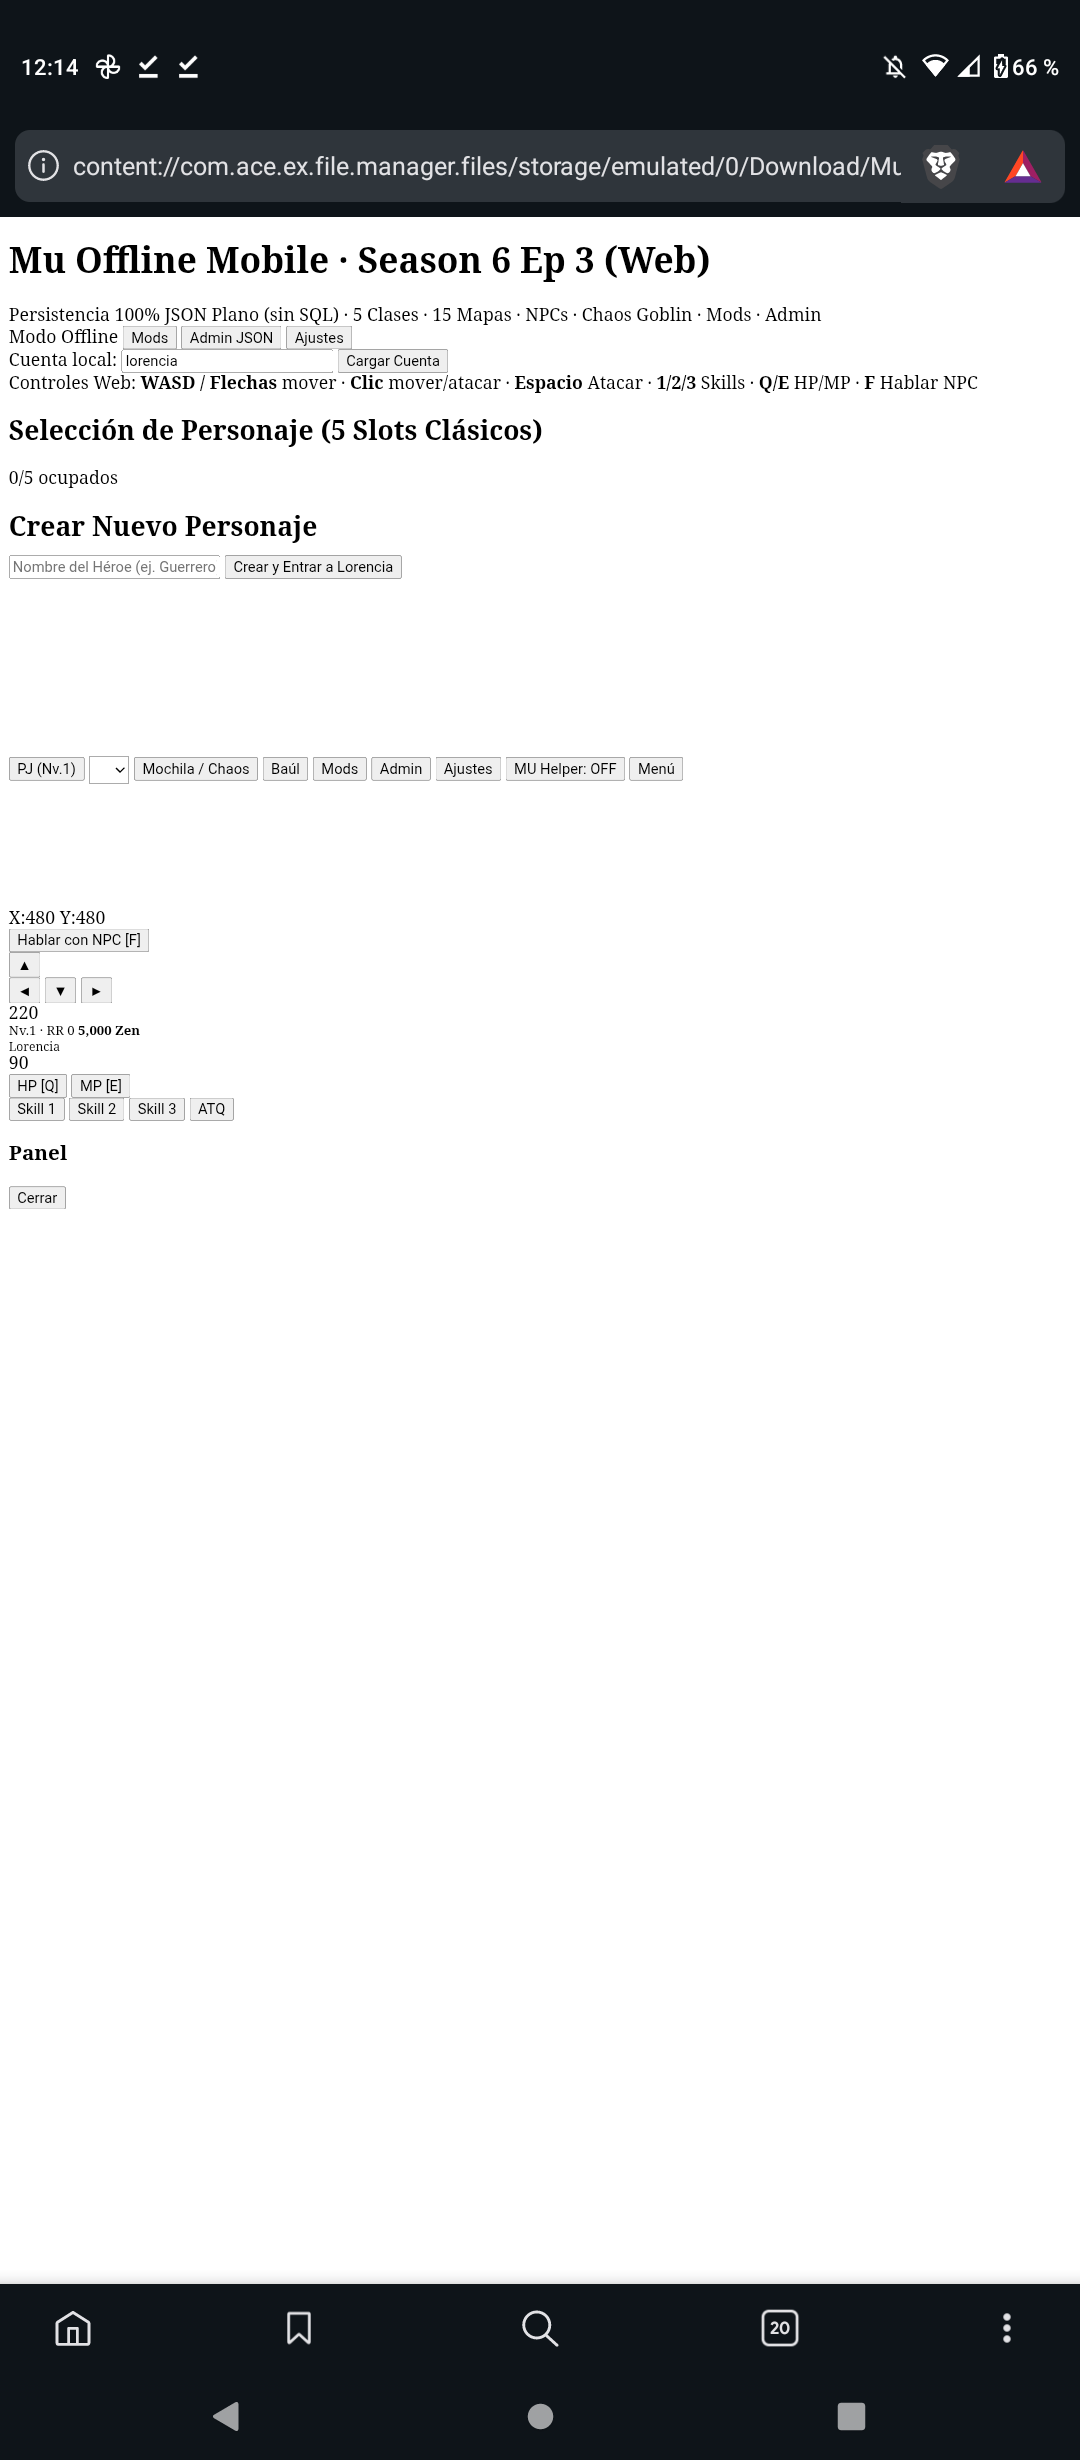 12:14
66 %
content://com.ace.ex.file.manager.files/storage/emulated/0/Download/Mu
Mu Offline Mobile · Season 6 Ep 3 (Web)
Persistencia 100% JSON Plano (sin SQL) · 5 Clases · 15 Mapas · NPCs · Chaos Goblin · Mods · Admin
Modo Offline Mods Admin JSON Ajustes
Cuenta local: lorencia Cargar Cuenta
Controles Web: WASD / Flechas mover · Clic mover/atacar · Espacio Atacar · 1/2/3 Skills · Q/E HP/MP · F Hablar NPC
Selección de Personaje (5 Slots Clásicos)
0/5 ocupados
Crear Nuevo Personaje
Nombre del Héroe (ej. Guerrero Crear y Entrar a Lorencia
PJ (Nv.1) Mochila / Chaos Baúl Mods Admin Ajustes MU Helper: OFF Menú
X:480 Y:480
Hablar con NPC [F]
▲
◄ ▼ ►
220
Nv.1 · RR 0 5,000 Zen
Lorencia
90
HP [Q] MP [E]
Skill 1 Skill 2 Skill 3 ATQ
Panel
Cerrar
20